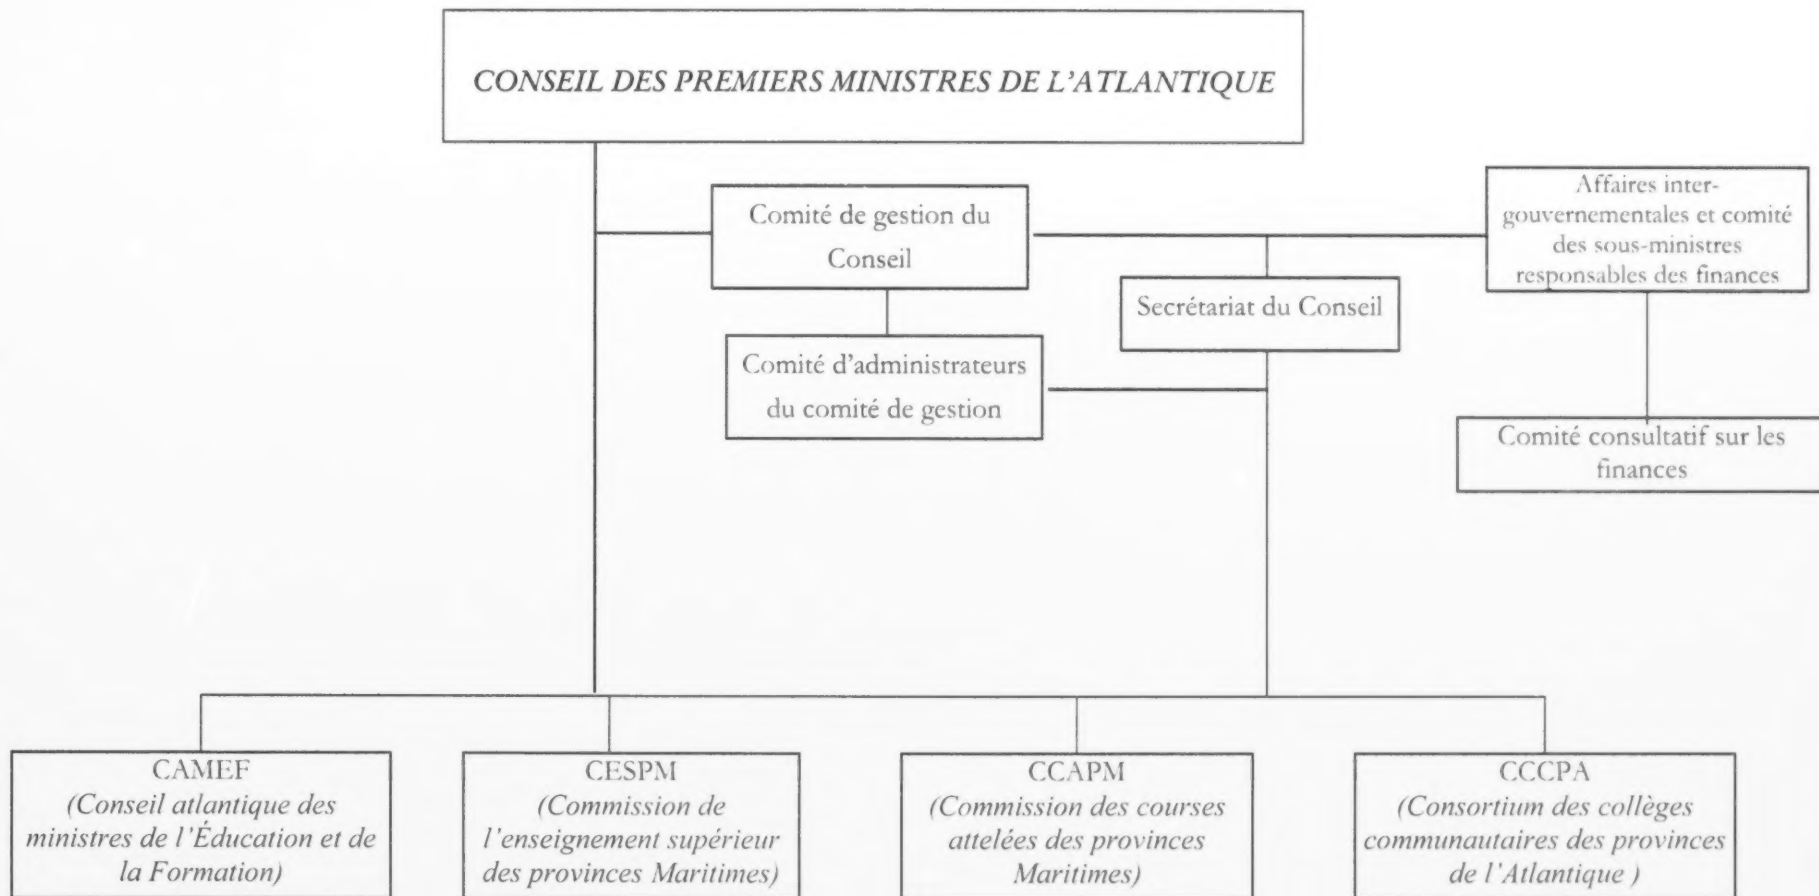 CONSEIL DES PREMIERS MINISTRES DE L'ATLANTIQUE
Comité de gestion du
Conseil
Affaires inter-
gouvernementales et comité
des sous-ministres
responsables des finances
Secrétariat du Conseil
Comité d'administrateurs
du comité de gestion
Comité consultatif sur les
finances
CAMEF
(Conseil atlantique des
ministres de l'Éducation et de
la Formation)
CESPM
(Commission de
l'enseignement supérieur
des provinces Maritimes)
CCAPM
(Commission des courses
attelées des provinces
Maritimes)
CCCPA
(Consortium des collèges
communautaires des provinces
de l'Atlantique )